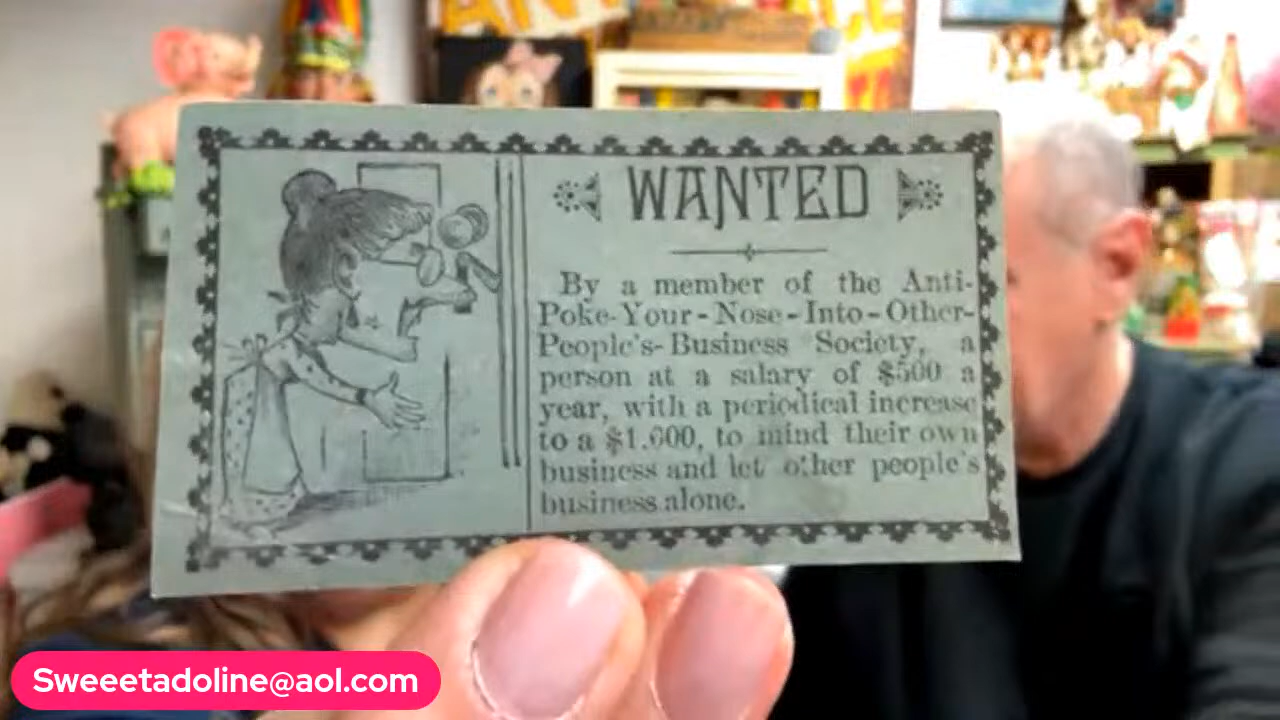 WANTED
By a member of the Anti-
Poke-Your-Nose-Into-Other-
People's-Business Society, a
person at a salary of $500 a
year, with a periodical increase
to a $1,000, to mind their own
business and let other people's
business alone.
Sweeetadoline@aol.com